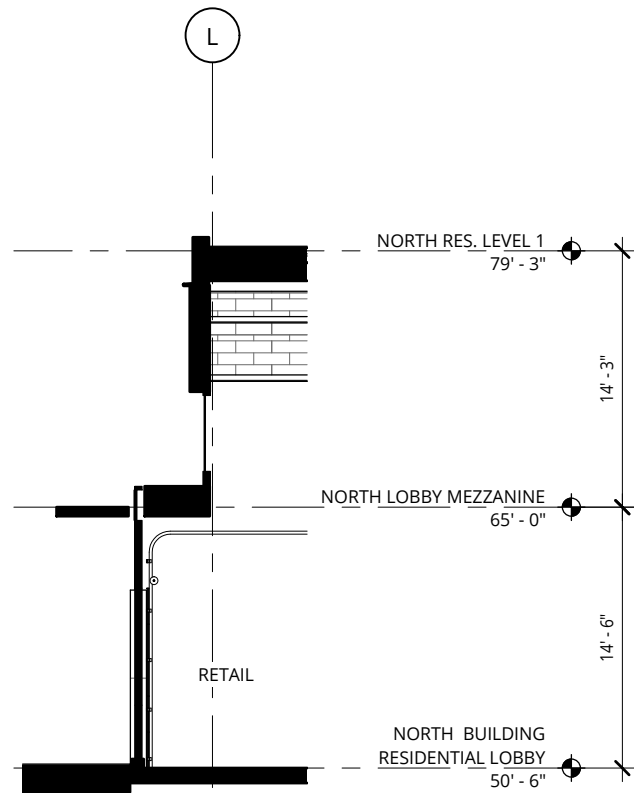 L
NORTH RES. LEVEL 1
79' - 3"
14' - 3"
NORTH LOBBY MEZZANINE
65' - 0"
14' - 6"
RETAIL
NORTH BUILDING
RESIDENTIAL LOBBY
50' - 6"